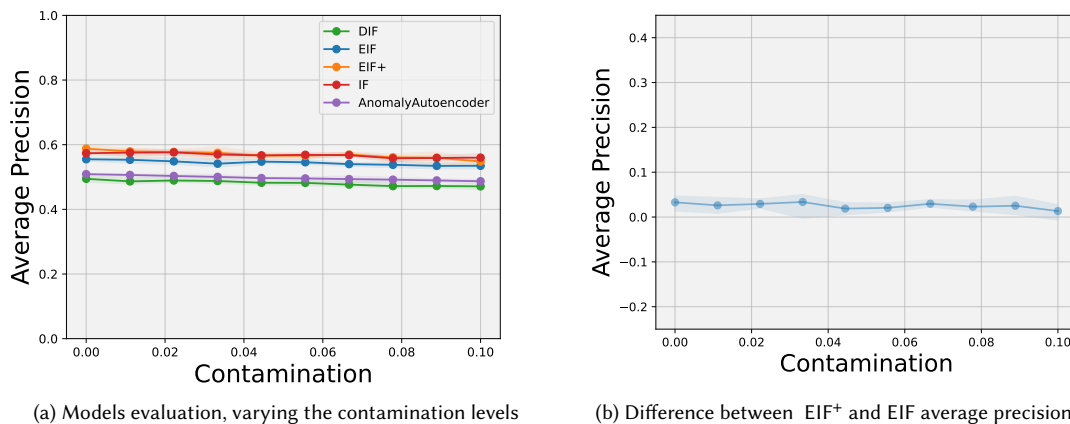 1.0
0.8
0.6
0.4
0.2
0.0
Average Precision
DIF
EIF
EIF+
IF
AnomalyAutoencoder
0.00 0.02 0.04 0.06 0.08 0.10
Contamination
(a) Models evaluation, varying the contamination levels
0.4
0.3
0.2
0.1
0.0
−0.1
−0.2
Average Precision
0.00 0.02 0.04 0.06 0.08 0.10
Contamination
(b) Difference between EIF⁺ and EIF average precision